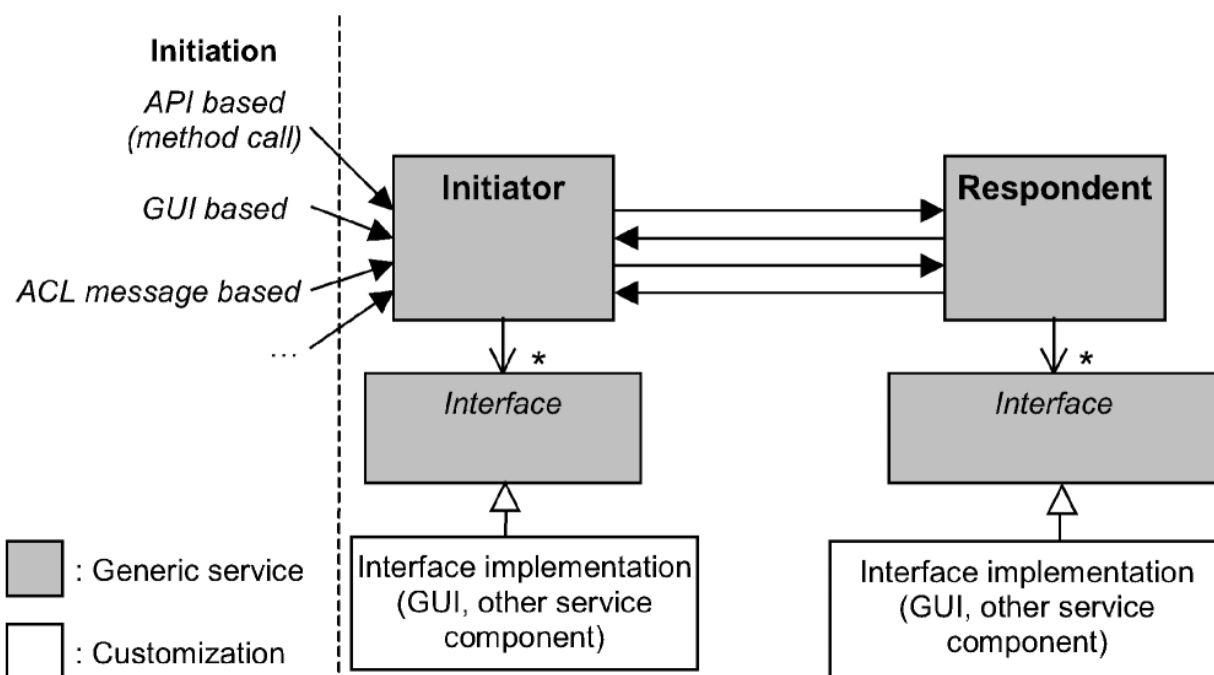 Initiation
API based
(method call)
GUI based
ACL message based
...
Initiator
Respondent
*
*
Interface
Interface
Interface implementation
(GUI, other service
component)
Interface implementation
(GUI, other service
component)
: Generic service
: Customization